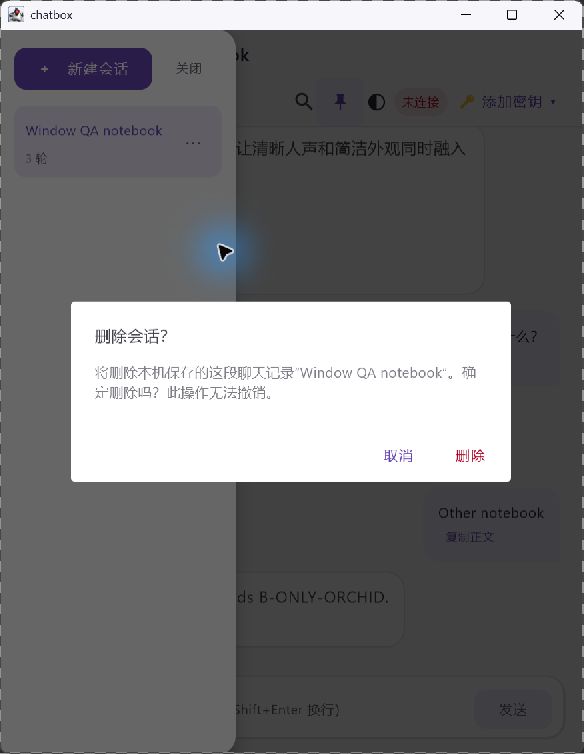 chatbox
+ 新建会话
关闭
ok
未连接
添加密钥
Window QA notebook
...
3 轮
让清晰人声和简洁外观同时融入
什么?
删除会话?
将删除本机保存的这段聊天记录“Window QA notebook”。确
定删除吗? 此操作无法撤销。
取消
删除
Other notebook
复制正文
ds B-ONLY-ORCHID.
Shift+Enter 换行)
发送